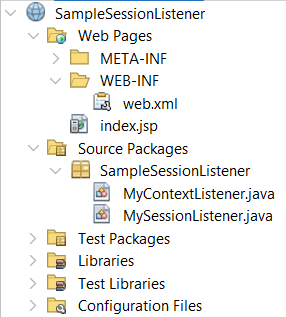 SampleSessionListener
Web Pages
META-INF
WEB-INF
web.xml
index.jsp
Source Packages
SampleSessionListener
MyContextListener.java
MySessionListener.java
Test Packages
Libraries
Test Libraries
Configuration Files